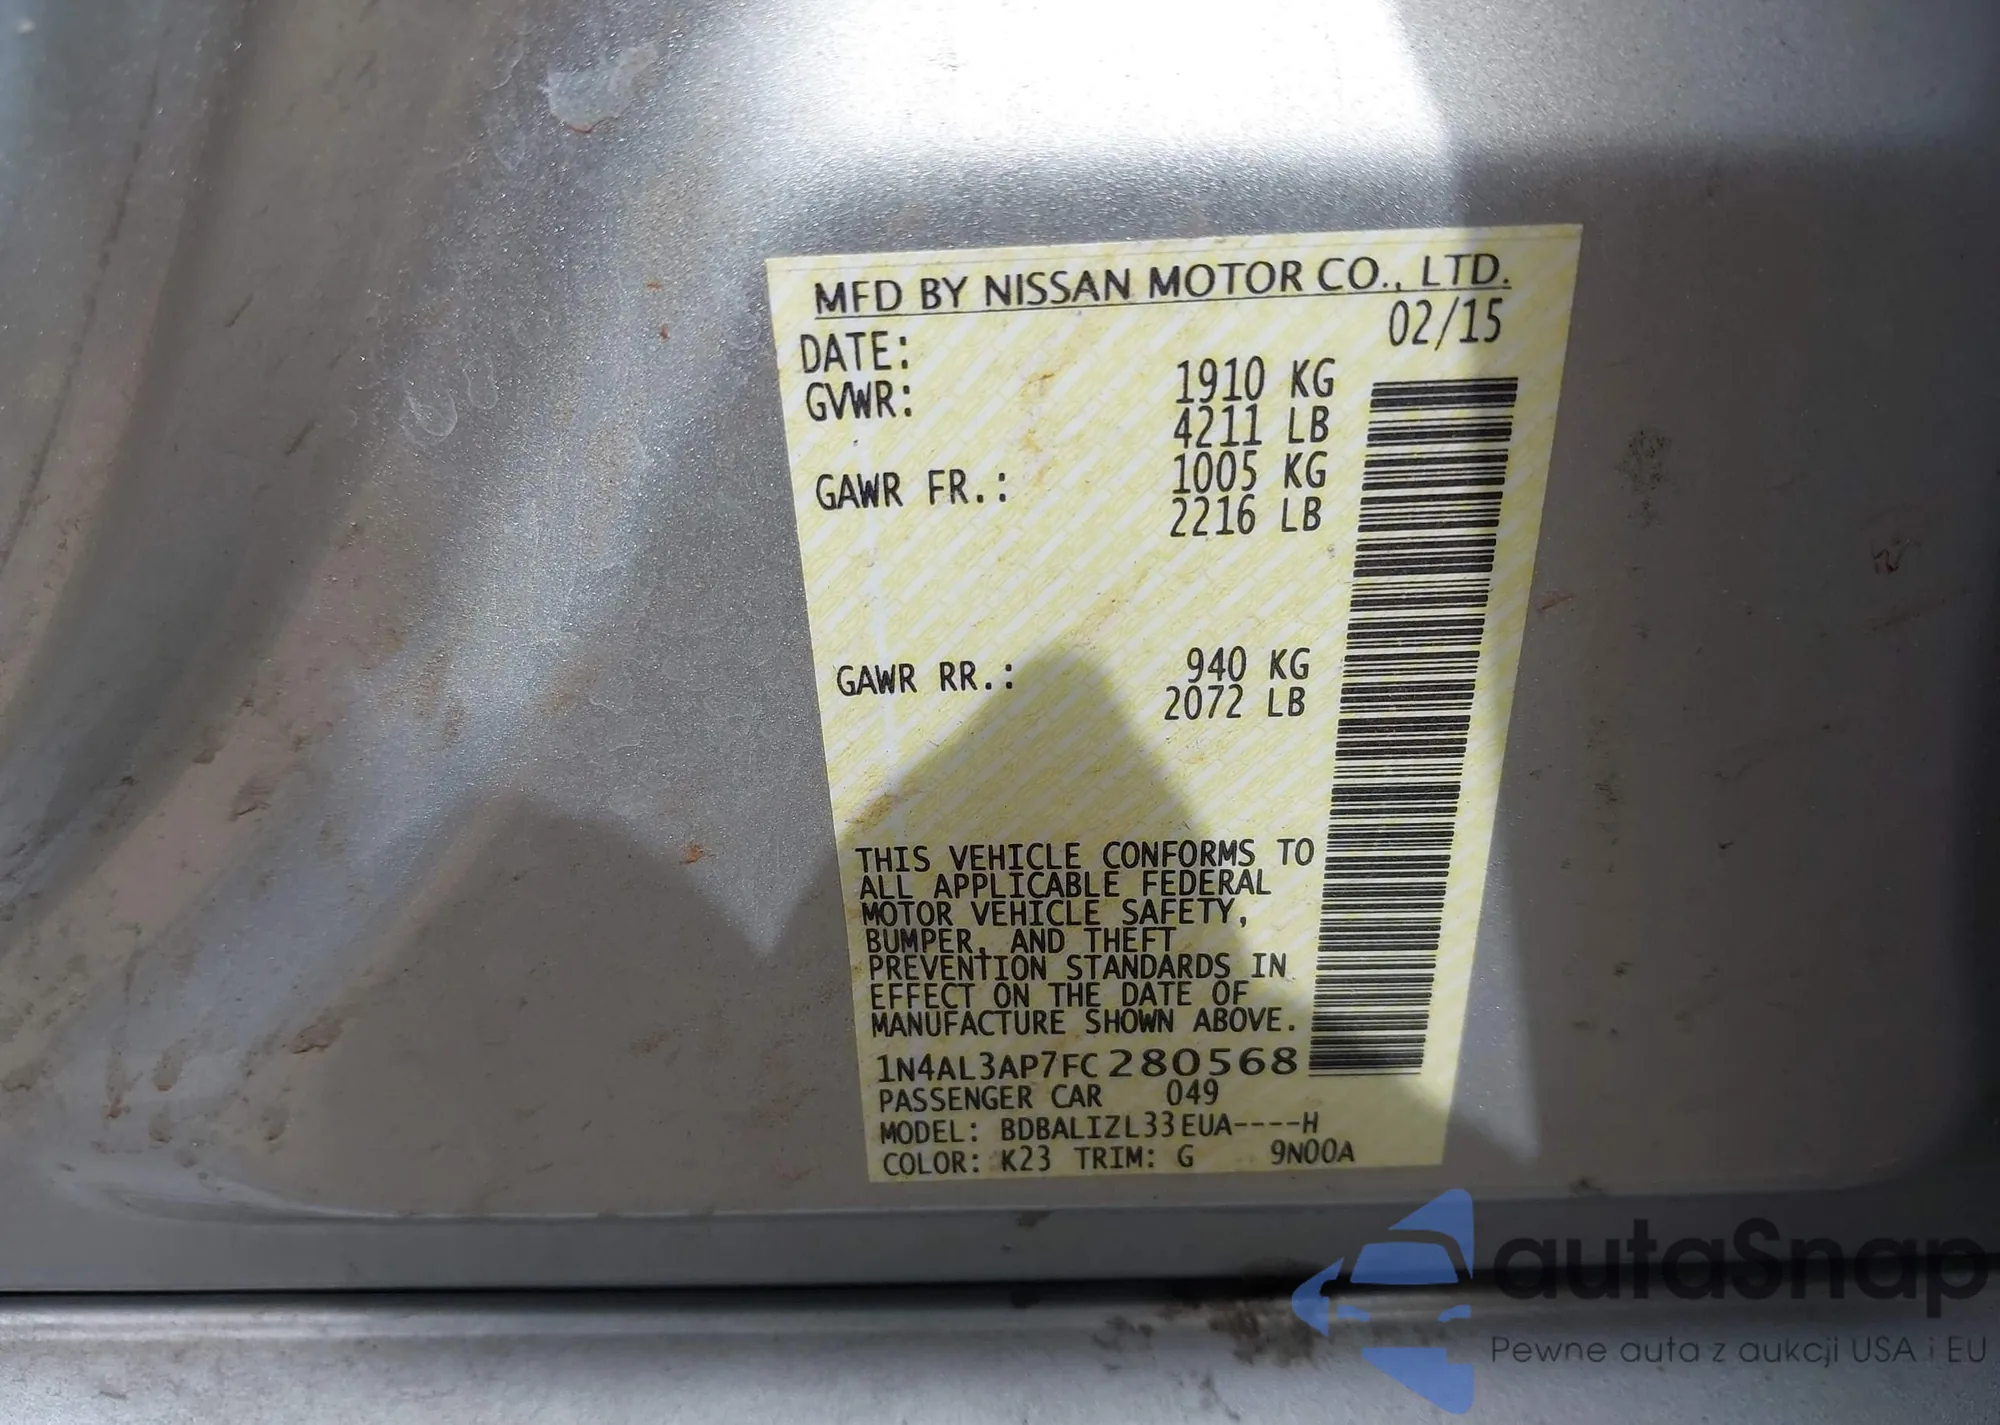 MFD BY NISSAN MOTOR CO., LTD.
DATE: 02/15
GVWR: 1910 KG
4211 LB
GAWR FR.: 1005 KG
2216 LB
GAWR RR.: 940 KG
2072 LB
THIS VEHICLE CONFORMS TO
ALL APPLICABLE FEDERAL
MOTOR VEHICLE SAFETY,
BUMPER, AND THEFT
PREVENTION STANDARDS IN
EFFECT ON THE DATE OF
MANUFACTURE SHOWN ABOVE.
1N4AL3AP7FC280568
PASSENGER CAR 049
MODEL: BDBALIZL33EUA----H
COLOR: K23 TRIM: G 9N00A
autaSnap
Pewne auta z aukcji USA i EU